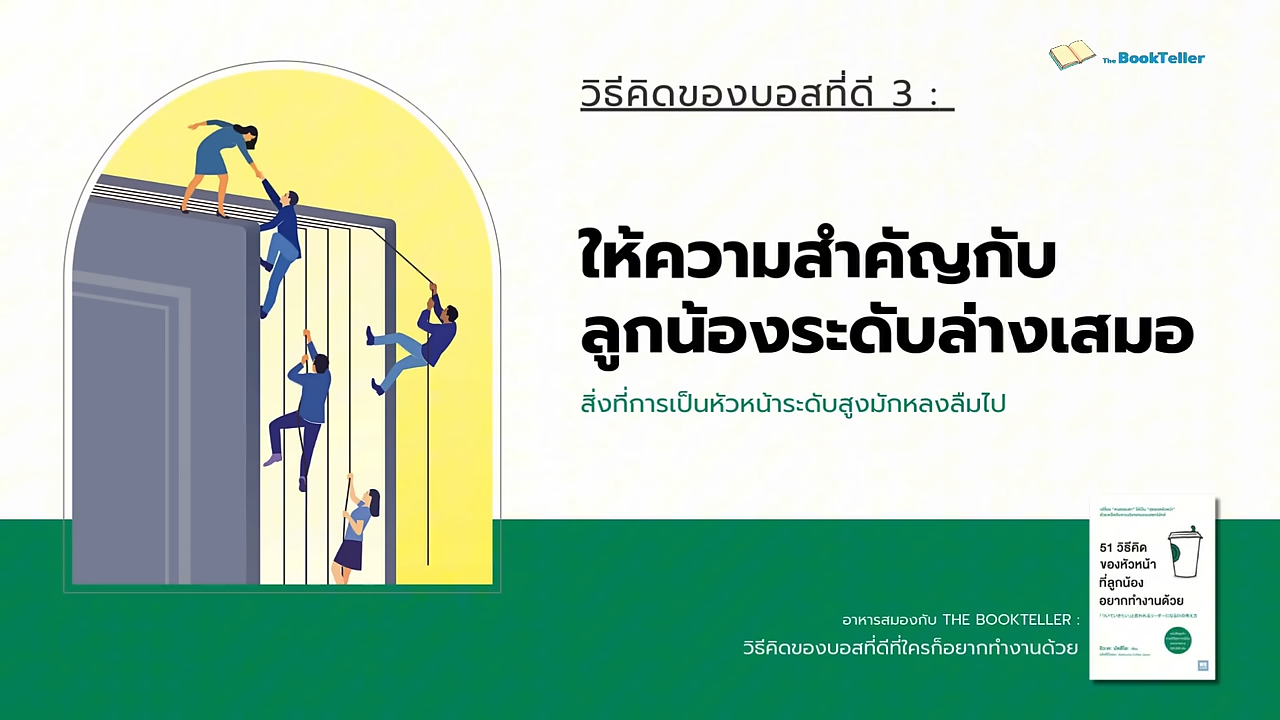 The BookTeller
วิธีคิดของบอสที่ดี 3 :
ให้ความสำคัญกับ
ลูกน้องระดับล่างเสมอ
สิ่งที่การเป็นหัวหน้าระดับสูงมักหลงลืมไป
51 วิธีคิด
ของหัวหน้า
ที่ลูกน้อง
อยากทำงานด้วย
อาหารสมองกับ THE BOOKTELLER :
วิธีคิดของบอสที่ดีที่ใครก็อยากทำงานด้วย